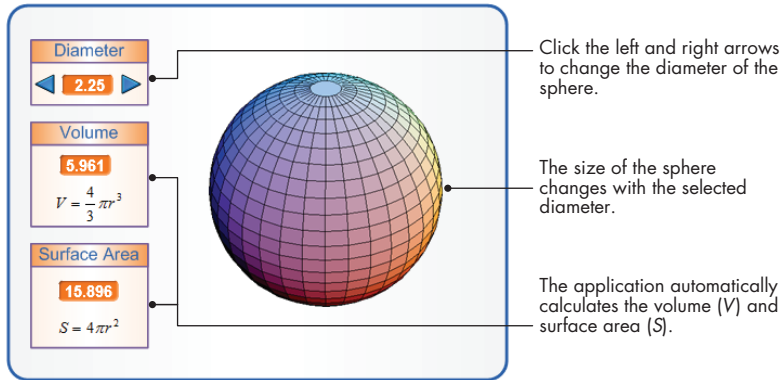 Diameter
2.25
Volume
5.961
V = 4/3 πr³
Surface Area
15.896
S = 4πr²
Click the left and right arrows
to change the diameter of the
sphere.
The size of the sphere
changes with the selected
diameter.
The application automatically
calculates the volume (V) and
surface area (S).